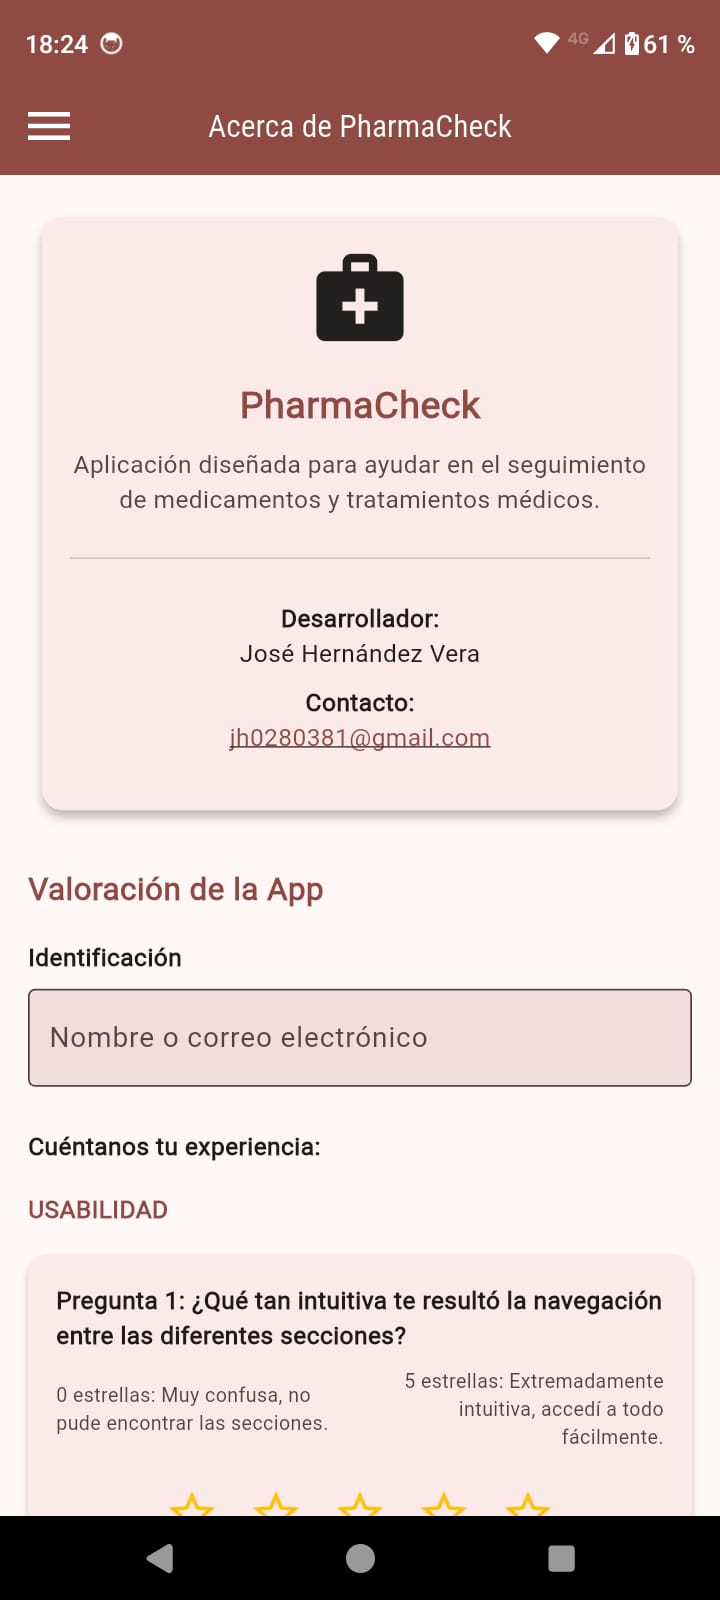 18:24
4G
61 %
Acerca de PharmaCheck
PharmaCheck
Aplicación diseñada para ayudar en el seguimiento
de medicamentos y tratamientos médicos.
Desarrollador:
José Hernández Vera
Contacto:
jh0280381@gmail.com
Valoración de la App
Identificación
Nombre o correo electrónico
Cuéntanos tu experiencia:
USABILIDAD
Pregunta 1: ¿Qué tan intuitiva te resultó la navegación
entre las diferentes secciones?
0 estrellas: Muy confusa, no
pude encontrar las secciones.
5 estrellas: Extremadamente
intuitiva, accedí a todo
fácilmente.